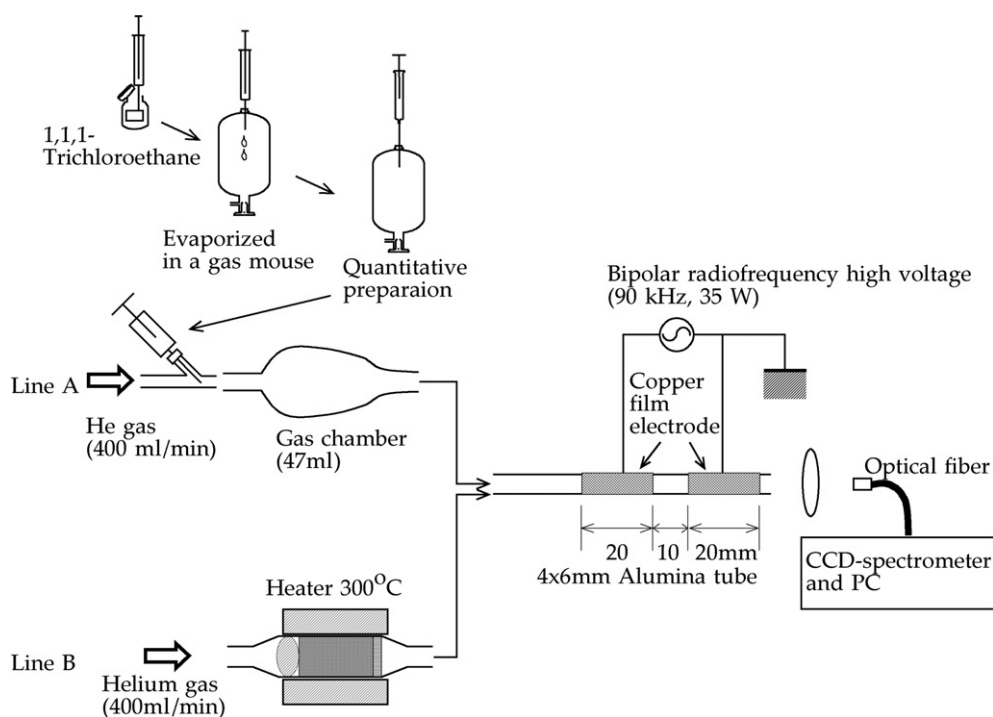 1,1,1-
Trichloroethane
Evaporized
in a gas mouse
Quantitative
preparaion
Bipolar radiofrequency high voltage
(90 kHz, 35 W)
Line A
He gas
(400 ml/min)
Gas chamber
(47ml)
Copper
film
electrode
Optical fiber
20 10 20mm
4x6mm Alumina tube
CCD-spectrometer
and PC
Heater 300°C
Line B
Helium gas
(400ml/min)